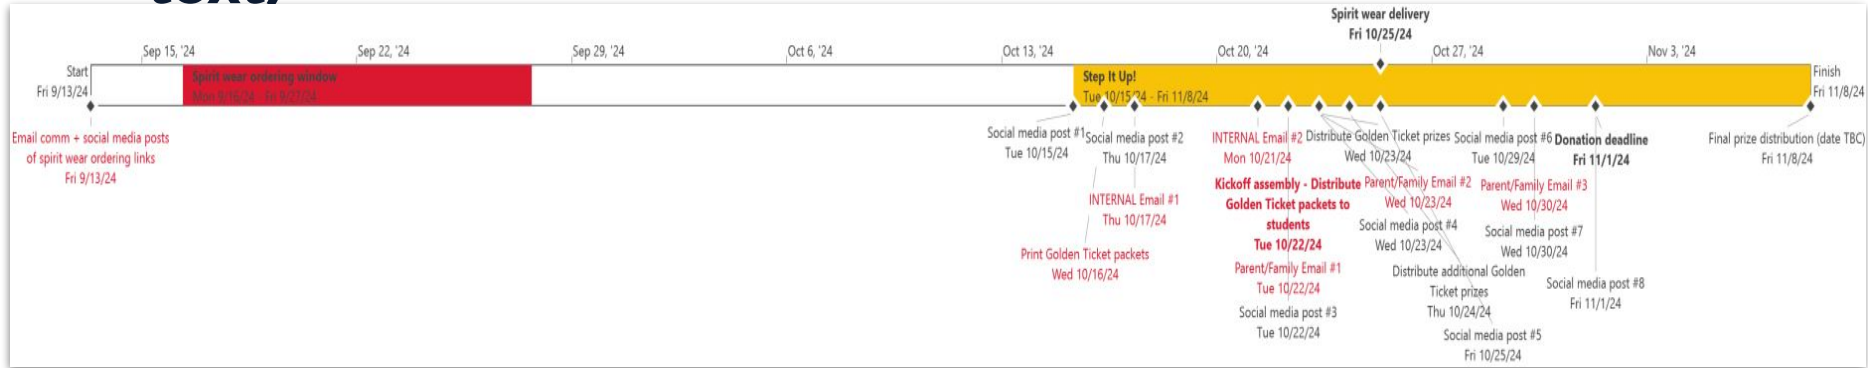 Spirit wear delivery
Fri 10/25/24
Sep 15, '24
Sep 22, '24
Sep 29, '24
Oct 6, '24
Oct 13, '24
Oct 20, '24
Oct 27, '24
Nov 3, '24
Start
Fri 9/13/24
Spirit wear ordering window
Mon 9/16/24 - Fri 9/27/24
Step It Up!
Tue 10/15/24 - Fri 11/8/24
Finish
Fri 11/8/24
Email comm + social media posts
of spirit wear ordering links
Fri 9/13/24
Social media post #1
Tue 10/15/24
Social media post #2
Thu 10/17/24
INTERNAL Email #1
Thu 10/17/24
Print Golden Ticket packets
Wed 10/16/24
INTERNAL Email #2
Mon 10/21/24
Kickoff assembly - Distribute
Golden Ticket packets to
students
Tue 10/22/24
Parent/Family Email #1
Tue 10/22/24
Social media post #3
Tue 10/22/24
Distribute Golden Ticket prizes
Wed 10/23/24
Parent/Family Email #2
Wed 10/23/24
Social media post #4
Wed 10/23/24
Distribute additional Golden
Ticket prizes
Thu 10/24/24
Social media post #5
Fri 10/25/24
Social media post #6
Tue 10/29/24
Parent/Family Email #3
Wed 10/30/24
Social media post #7
Wed 10/30/24
Donation deadline
Fri 11/1/24
Social media post #8
Fri 11/1/24
Final prize distribution (date TBC)
Fri 11/8/24